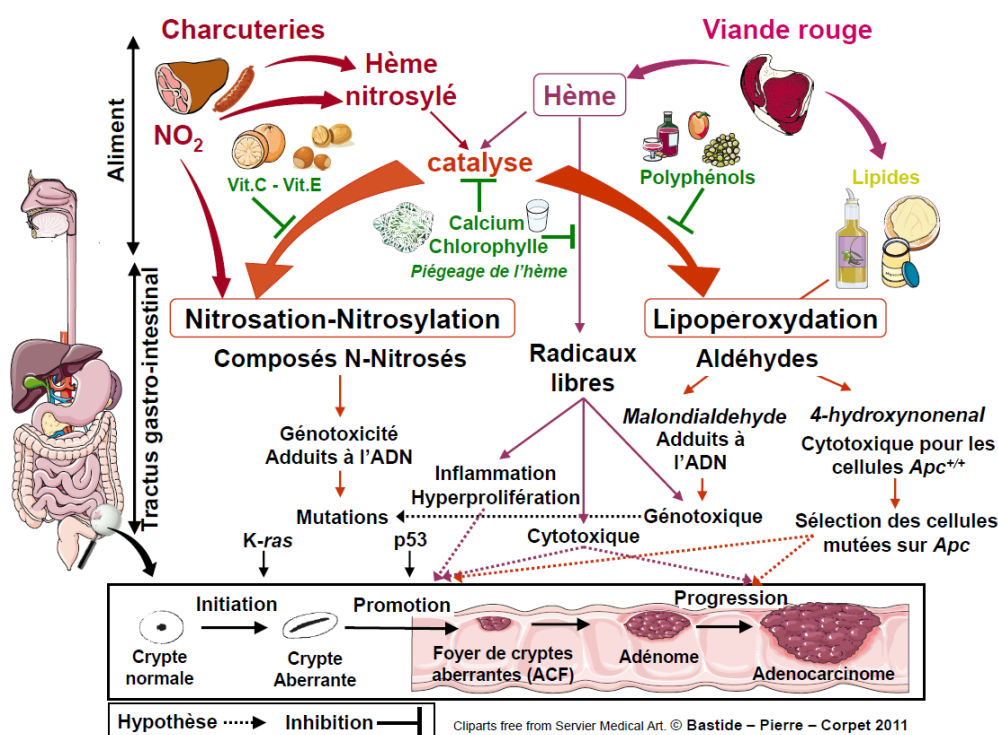 Charcuteries
Viande rouge
Aliment
Hème
nitrosylé
Hème
NO2
catalyse
Vit.C - Vit.E
Polyphénols
Lipides
Calcium
Chlorophylle
Piégeage de l'hème
Tractus gastro-intestinal
Nitrosation-Nitrosylation
Lipoperoxydation
Composés N-Nitrosés
Radicaux
libres
Aldéhydes
Malondialdehyde
Adduits à
l'ADN
4-hydroxynonenal
Cytotoxique pour les
cellules Apc+/+
Génotoxicité
Adduits à l'ADN
Inflammation
Hyperprolifération
Mutations
Génotoxique
Cytotoxique
Sélection des cellules
mutées sur Apc
K-ras
p53
Initiation
Promotion
Progression
Crypte
normale
Crypte
Aberrante
Foyer de cryptes
aberrantes (ACF)
Adénome
Adenocarcinome
Hypothèse
Inhibition
Cliparts free from Servier Medical Art. © Bastide – Pierre – Corpet 2011